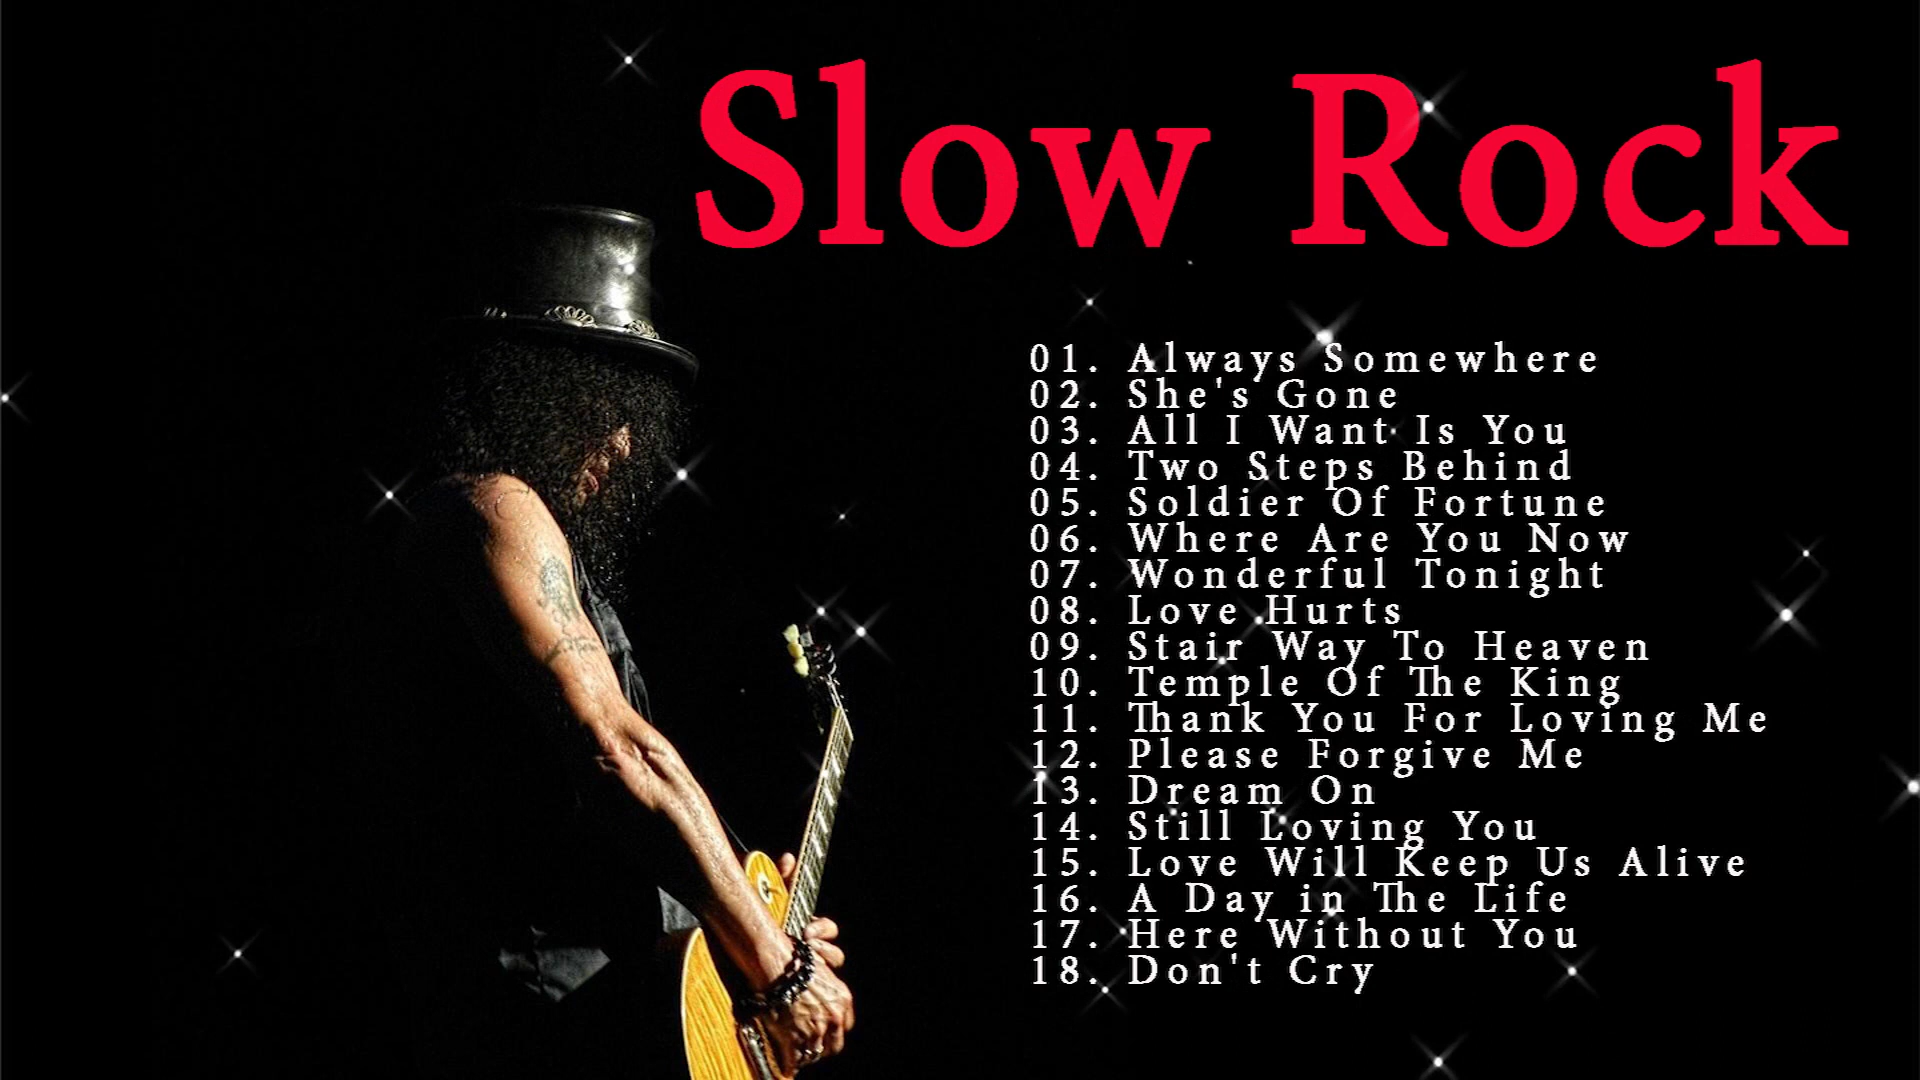 Slow Rock
01. Always Somewhere
02. She's Gone
03. All I Want Is You
04. Two Steps Behind
05. Soldier Of Fortune
06. Where Are You Now
07. Wonderful Tonight
08. Love Hurts
09. Stair Way To Heaven
10. Temple Of The King
11. Thank You For Loving Me
12. Please Forgive Me
13. Dream On
14. Still Loving You
15. Love Will Keep Us Alive
16. A Day in The Life
17. Here Without You
18. Don't Cry